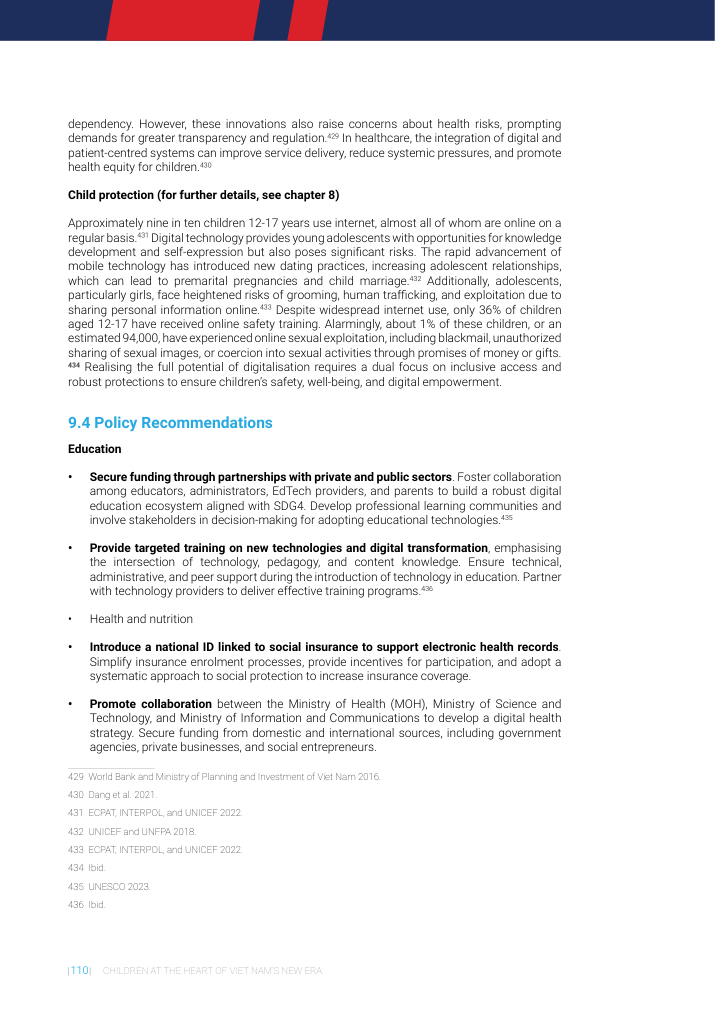 dependency. However, these innovations also raise concerns about health risks, prompting
demands for greater transparency and regulation.429 In healthcare, the integration of digital and
patient-centred systems can improve service delivery, reduce systemic pressures, and promote
health equity for children.430
Child protection (for further details, see chapter 8)
Approximately nine in ten children 12-17 years use internet, almost all of whom are online on a
regular basis.431 Digital technology provides young adolescents with opportunities for knowledge
development and self-expression but also poses significant risks. The rapid advancement of
mobile technology has introduced new dating practices, increasing adolescent relationships,
which can lead to premarital pregnancies and child marriage.432 Additionally, adolescents,
particularly girls, face heightened risks of grooming, human trafficking, and exploitation due to
sharing personal information online.433 Despite widespread internet use, only 36% of children
aged 12-17 have received online safety training. Alarmingly, about 1% of these children, or an
estimated 94,000, have experienced online sexual exploitation, including blackmail, unauthorized
sharing of sexual images, or coercion into sexual activities through promises of money or gifts.
434 Realising the full potential of digitalisation requires a dual focus on inclusive access and
robust protections to ensure children's safety, well-being, and digital empowerment.
9.4 Policy Recommendations
Education
• Secure funding through partnerships with private and public sectors. Foster collaboration
among educators, administrators, EdTech providers, and parents to build a robust digital
education ecosystem aligned with SDG4. Develop professional learning communities and
involve stakeholders in decision-making for adopting educational technologies.435
• Provide targeted training on new technologies and digital transformation, emphasising
the intersection of technology, pedagogy, and content knowledge. Ensure technical,
administrative, and peer support during the introduction of technology in education. Partner
with technology providers to deliver effective training programs.436
• Health and nutrition
• Introduce a national ID linked to social insurance to support electronic health records.
Simplify insurance enrolment processes, provide incentives for participation, and adopt a
systematic approach to social protection to increase insurance coverage.
• Promote collaboration between the Ministry of Health (MOH), Ministry of Science and
Technology, and Ministry of Information and Communications to develop a digital health
strategy. Secure funding from domestic and international sources, including government
agencies, private businesses, and social entrepreneurs.
429 World Bank and Ministry of Planning and Investment of Viet Nam 2016.
430 Dang et al. 2021.
431 ECPAT, INTERPOL, and UNICEF 2022.
432 UNICEF and UNFPA 2018.
433 ECPAT, INTERPOL, and UNICEF 2022.
434 Ibid.
435 UNESCO 2023.
436 Ibid.
|110| CHILDREN AT THE HEART OF VIET NAM'S NEW ERA